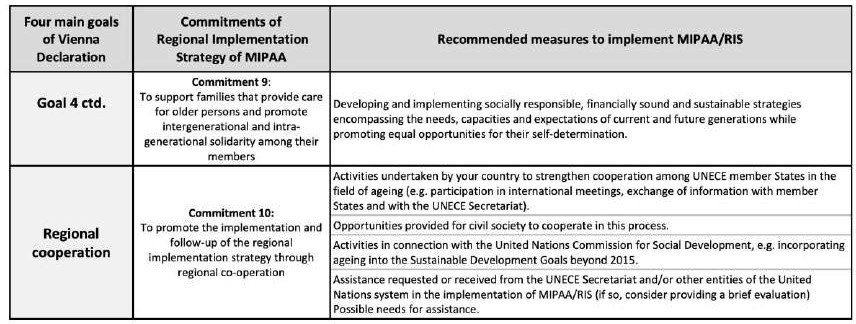 Four main goals
of Vienna
Declaration
Commitments of
Regional Implementation
Strategy of MIPAA
Recommended measures to implement MIPAA/RIS
Goal 4 ctd.
Commitment 9:
To support families that provide care
for older persons and promote
intergenerational and intra-
generational solidarity among their
members
Developing and implementing socially responsible, financially sound and sustainable strategies
encompassing the needs, capacities and expectations of current and future generations while
promoting equal opportunities for their self-determination.
Regional
cooperation
Commitment 10:
To promote the implementation and
follow-up of the regional
implementation strategy through
regional co-operation
Activities undertaken by your country to strengthen cooperation among UNECE member States in the
field of ageing (e.g. participation in international meetings, exchange of information with member
States and with the UNECE Secretariat).
Opportunities provided for civil society to cooperate in this process.
Activities in connection with the United Nations Commission for Social Development, e.g. incorporating
ageing into the Sustainable Development Goals beyond 2015.
Assistance requested or received from the UNECE Secretariat and/or other entities of the United
Nations system in the implementation of MIPAA/RIS (if so, consider providing a brief evaluation)
Possible needs for assistance.